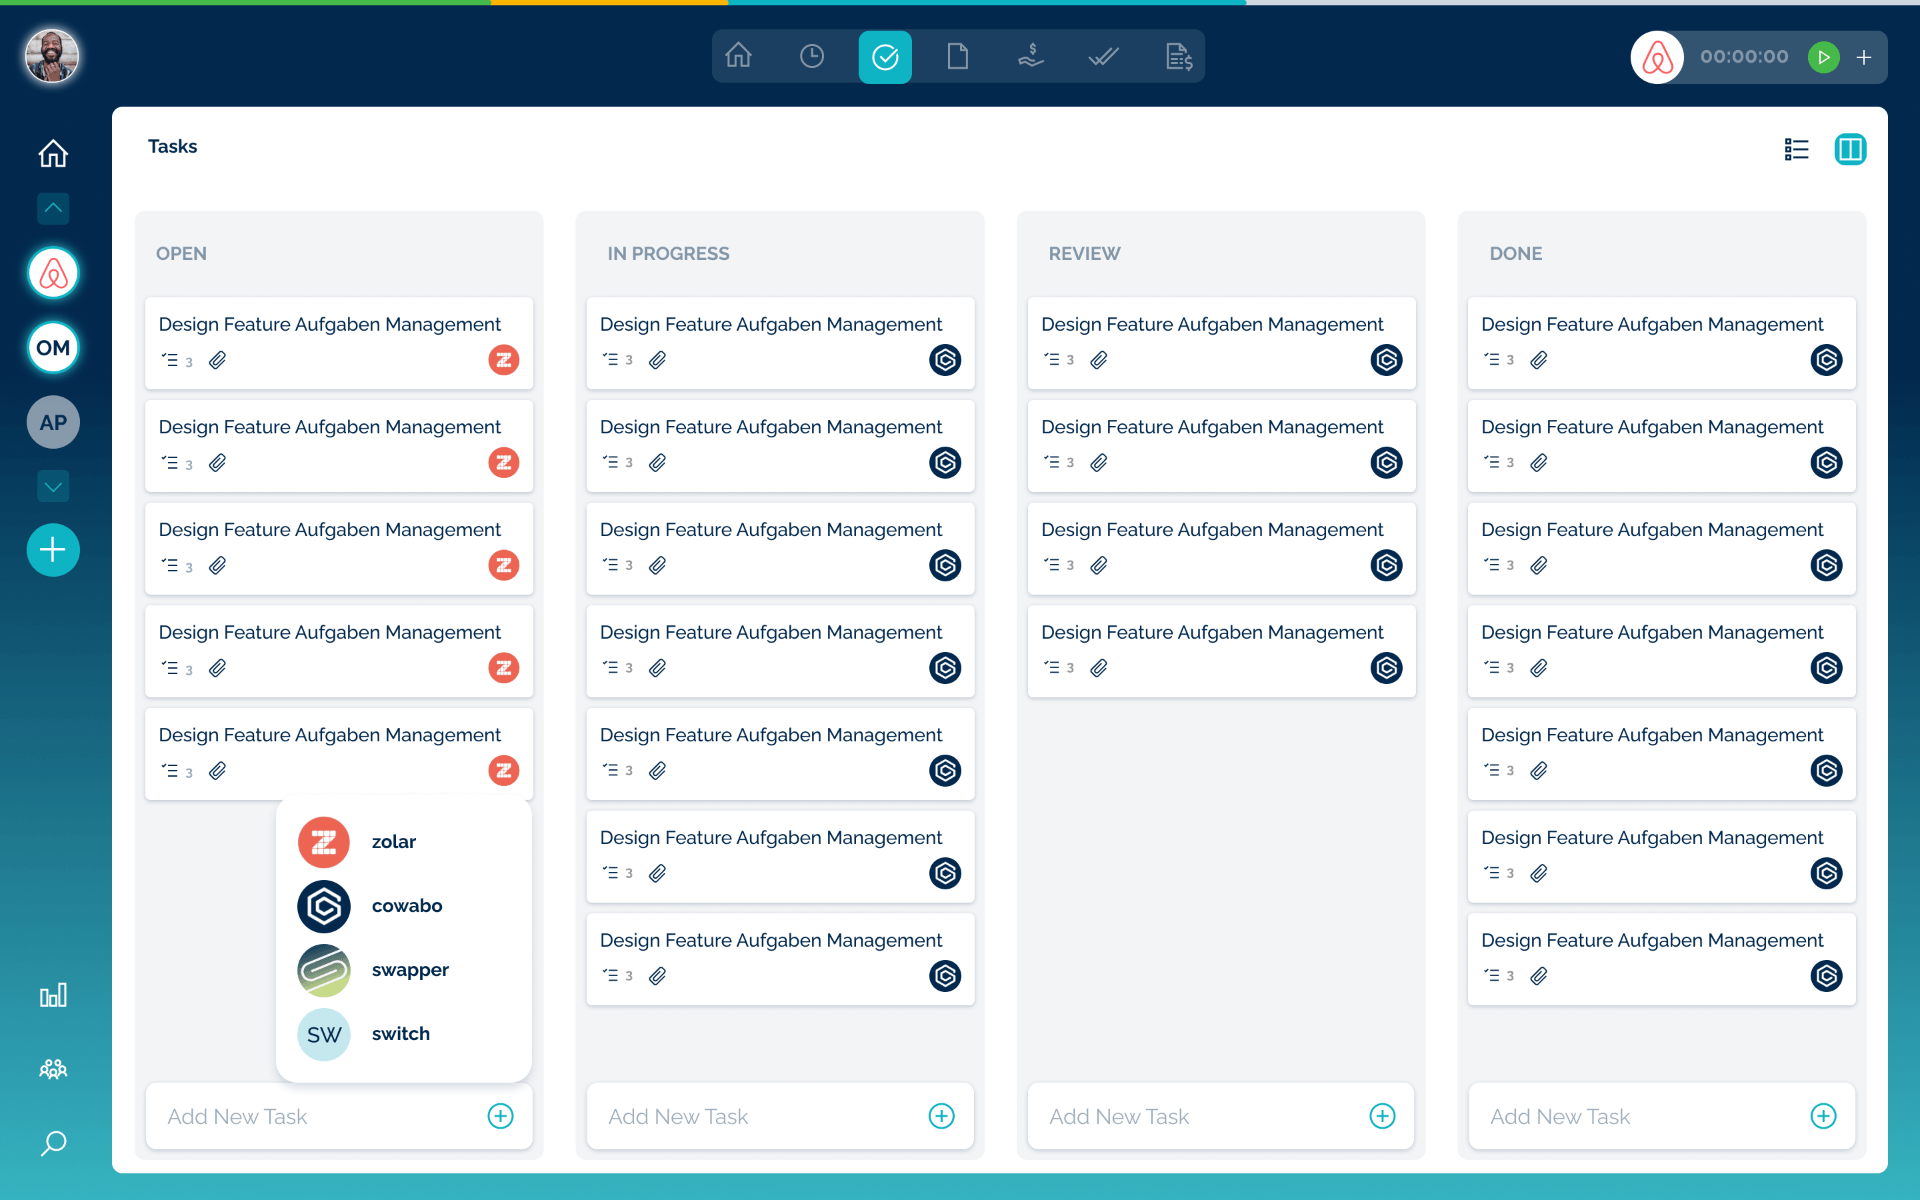 00:00:00
Tasks
OM
AP
OPEN
Design Feature Aufgaben Management
3
Design Feature Aufgaben Management
3
Design Feature Aufgaben Management
3
Design Feature Aufgaben Management
3
Design Feature Aufgaben Management
3
zolar
cowabo
swapper
SW switch
Add New Task
IN PROGRESS
Design Feature Aufgaben Management
3
Design Feature Aufgaben Management
3
Design Feature Aufgaben Management
3
Design Feature Aufgaben Management
3
Design Feature Aufgaben Management
3
Design Feature Aufgaben Management
3
Design Feature Aufgaben Management
3
Add New Task
REVIEW
Design Feature Aufgaben Management
3
Design Feature Aufgaben Management
3
Design Feature Aufgaben Management
3
Design Feature Aufgaben Management
3
Add New Task
DONE
Design Feature Aufgaben Management
3
Design Feature Aufgaben Management
3
Design Feature Aufgaben Management
3
Design Feature Aufgaben Management
3
Design Feature Aufgaben Management
3
Design Feature Aufgaben Management
3
Design Feature Aufgaben Management
3
Add New Task